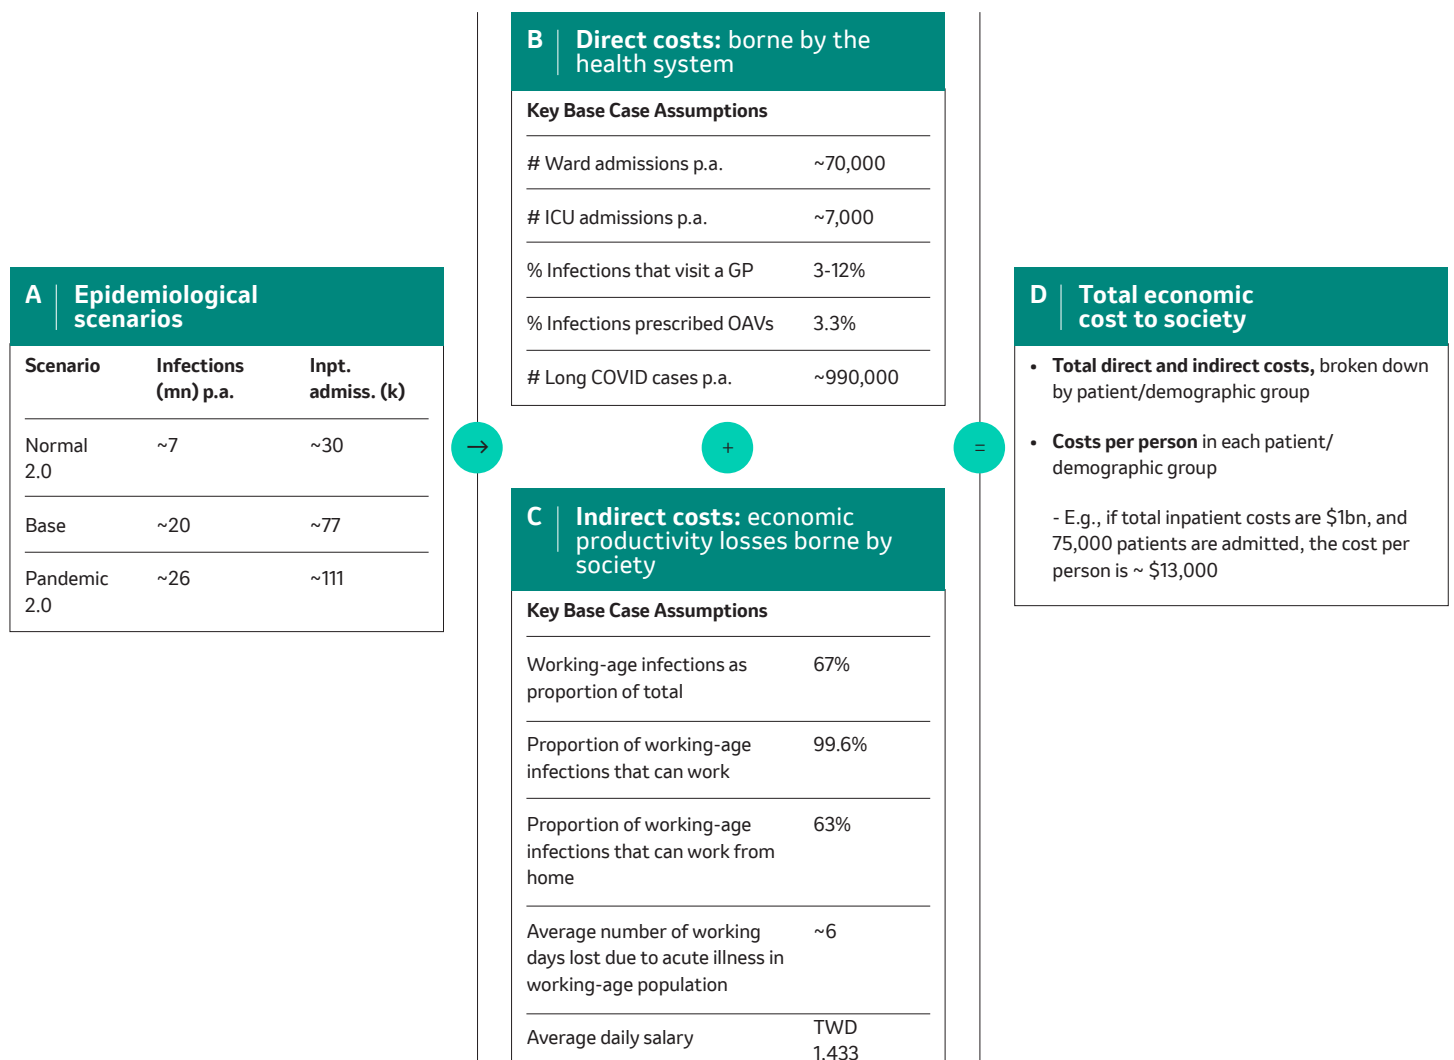 A
Epidemiological
scenarios
Scenario Infections (mn) p.a. Inpt. admiss. (k)
Normal 2.0 ~7 ~30
Base ~20 ~77
Pandemic 2.0 ~26 ~111
→
B
Direct costs: borne by the
health system
Key Base Case Assumptions
# Ward admissions p.a. ~70,000
# ICU admissions p.a. ~7,000
% Infections that visit a GP 3-12%
% Infections prescribed OAVs 3.3%
# Long COVID cases p.a. ~990,000
+
C
Indirect costs: economic
productivity losses borne by
society
Key Base Case Assumptions
Working-age infections as 67%
proportion of total
Proportion of working-age 99.6%
infections that can work
Proportion of working-age 63%
infections that can work from
home
Average number of working ~6
days lost due to acute illness in
working-age population
Average daily salary TWD
1,433
=
D
Total economic
cost to society
• Total direct and indirect costs, broken down
by patient/demographic group
• Costs per person in each patient/
demographic group
- E.g., if total inpatient costs are $1bn, and
75,000 patients are admitted, the cost per
person is ~ $13,000